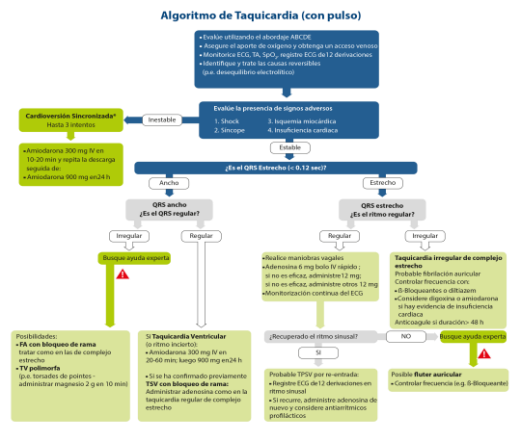 Algoritmo de Taquicardia (con pulso)
• Evalúe utilizando el abordaje ABCDE
• Asegure el aporte de oxígeno y obtenga un acceso venoso
• Monitorice ECG, TA, SpO2, registre ECG de12 derivaciones
• Identifique y trate las causas reversibles
(p.e. desequilibrio electrolítico)
Evalúe la presencia de signos adversos
1. Shock 3. Isquemia miocárdica
2. Síncope 4. Insuficiencia cardiaca
Inestable
Cardioversión Sincronizada*
Hasta 3 intentos
• Amiodarona 300 mg IV en
10-20 min y repita la descarga
seguida de:
• Amiodarona 900 mg en24 h
Estable
¿Es el QRS Estrecho (< 0.12 sec)?
Ancho
Estrecho
QRS ancho
¿Es el QRS regular?
QRS estrecho
¿Es el ritmo regular?
Irregular
Regular
Regular
Irregular
Busque ayuda experta
Posibilidades:
• FA con bloqueo de rama
tratar como en las de complejo
estrecho
• TV polimorfa
(p.e. torsades de pointes -
administrar magnesio 2 g en 10 min)
Si Taquicardia Ventricular
(o ritmo incierto):
• Amiodarona 300 mg IV en
20-60 min; luego 900 mg en24 h
• Si se ha confirmado previamente
TSV con bloqueo de rama:
Administrar adenosina como en la
taquicardia regular de complejo
estrecho
• Realice maniobras vagales
• Adenosina 6 mg bolo IV rápido ;
si no es eficaz, administre12 mg;
si no es eficaz, administre otros 12 mg
• Monitorización continua del ECG
Taquicardia irregular de complejo
estrecho
Probable fibrilación auricular
Controlar frecuencia con:
• ß-Bloqueantes o diltiazem
• Considere digoxina o amiodarona
si hay evidencia de insuficiencia
cardiaca
Anticoagule si duración> 48 h
¿Recuperado el ritmo sinusal?
NO
Busque ayuda experta
SI
Probable TPSV por re-entrada:
• Registre ECG de12 derivaciones en
ritmo sinusal
• Si recurre, administre adenosina de
nuevo y considere antiarrítmicos
profilácticos
Posible fluter auricular
• Controlar frecuencia (e.g. ß-Bloqueante)